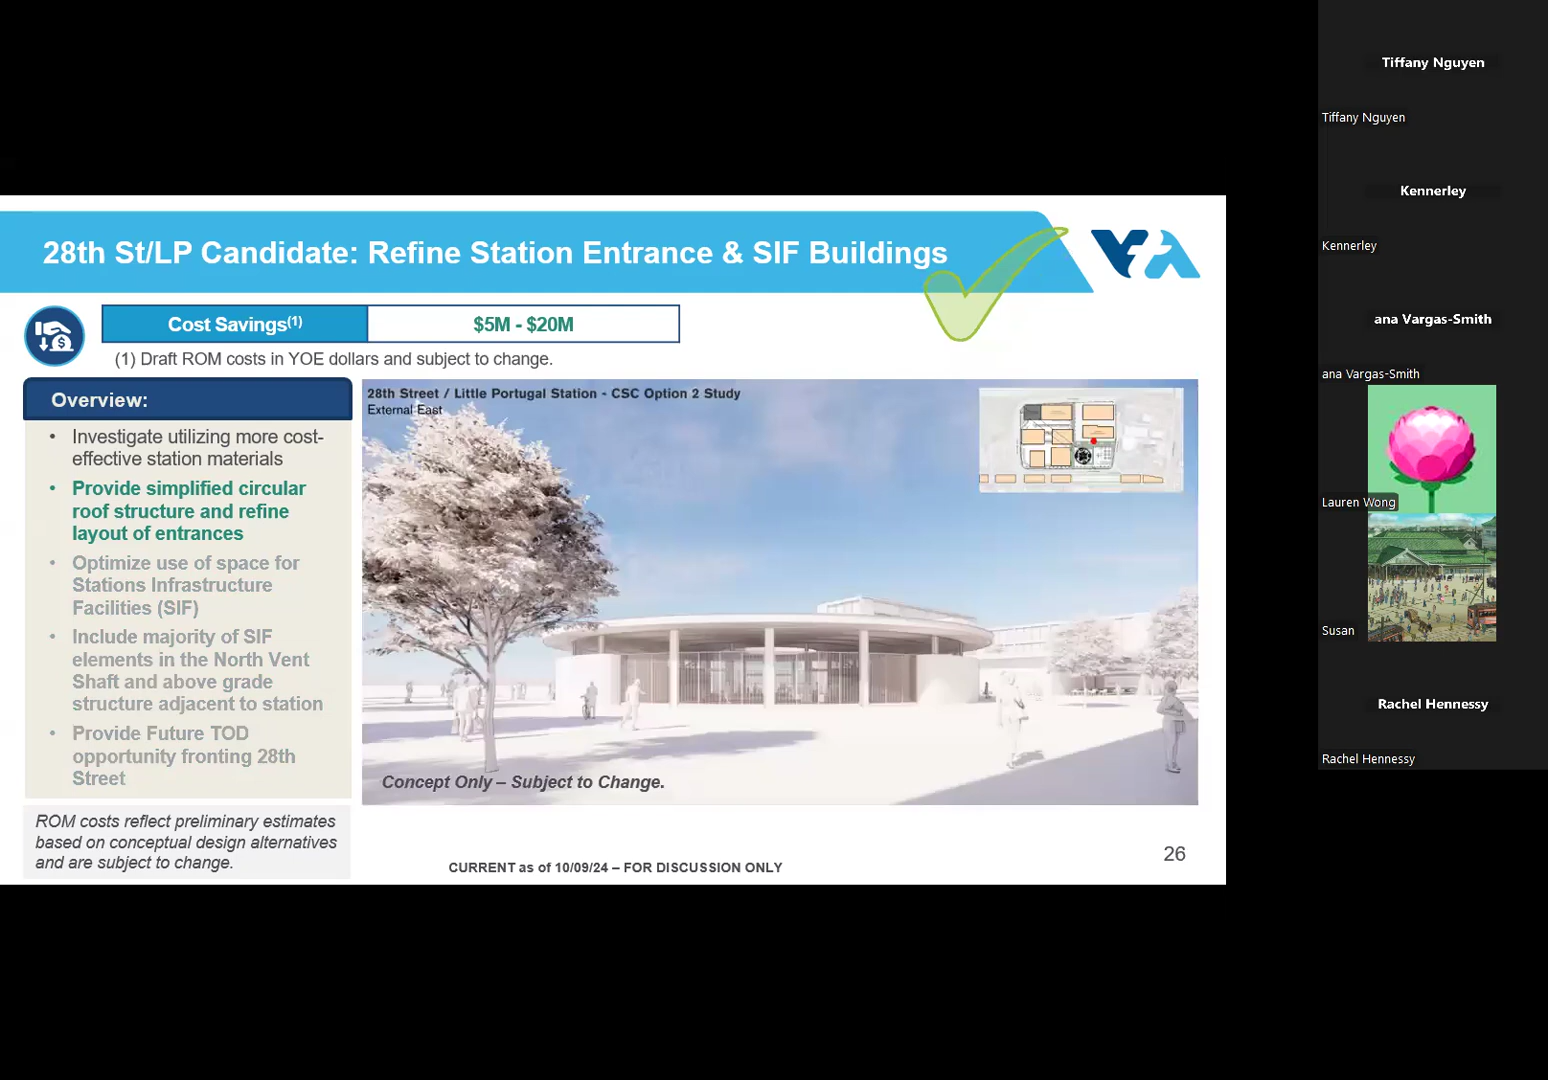 28th St/LP Candidate: Refine Station Entrance & SIF Buildings
VTA
Cost Savings(1)
$5M - $20M
(1) Draft ROM costs in YOE dollars and subject to change.
Overview:
• Investigate utilizing more cost-
effective station materials
• Provide simplified circular
roof structure and refine
layout of entrances
• Optimize use of space for
Stations Infrastructure
Facilities (SIF)
• Include majority of SIF
elements in the North Vent
Shaft and above grade
structure adjacent to station
• Provide Future TOD
opportunity fronting 28th
Street
ROM costs reflect preliminary estimates
based on conceptual design alternatives
and are subject to change.
28th Street / Little Portugal Station - CSC Option 2 Study
External East
Concept Only – Subject to Change.
CURRENT as of 10/09/24 – FOR DISCUSSION ONLY
26
Tiffany Nguyen
Tiffany Nguyen
Kennerley
Kennerley
ana Vargas-Smith
ana Vargas-Smith
Lauren Wong
Susan
Rachel Hennessy
Rachel Hennessy